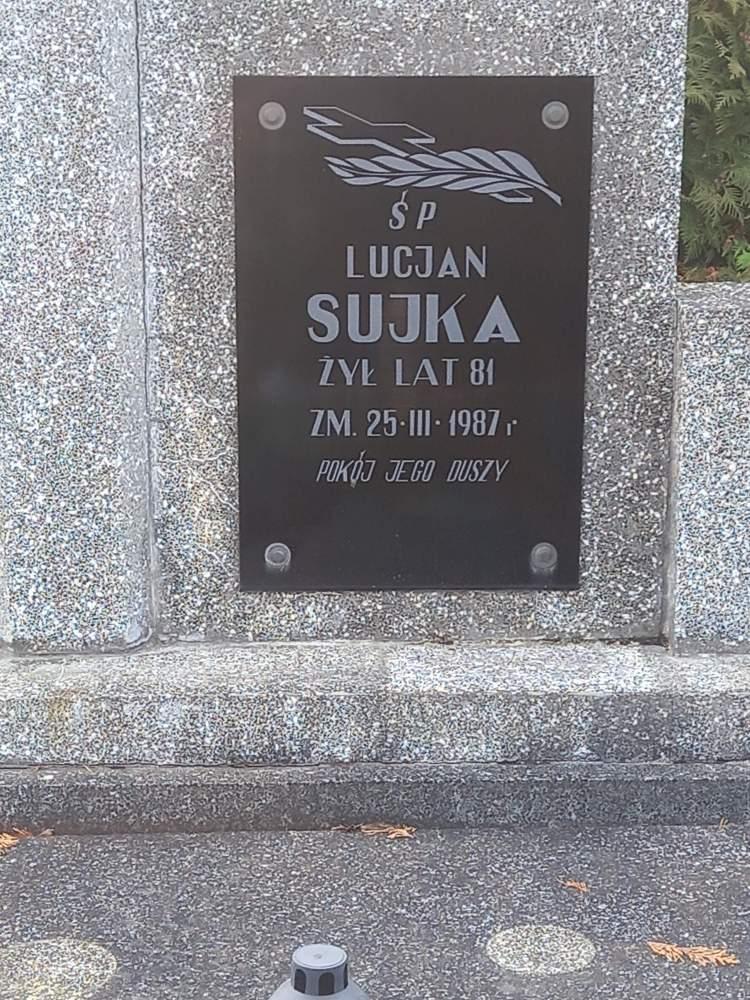 ŚP
LUCJAN
SUJKA
ŻYŁ LAT 81
ZM. 25·III·1987 r
POKÓJ JEGO DUSZY